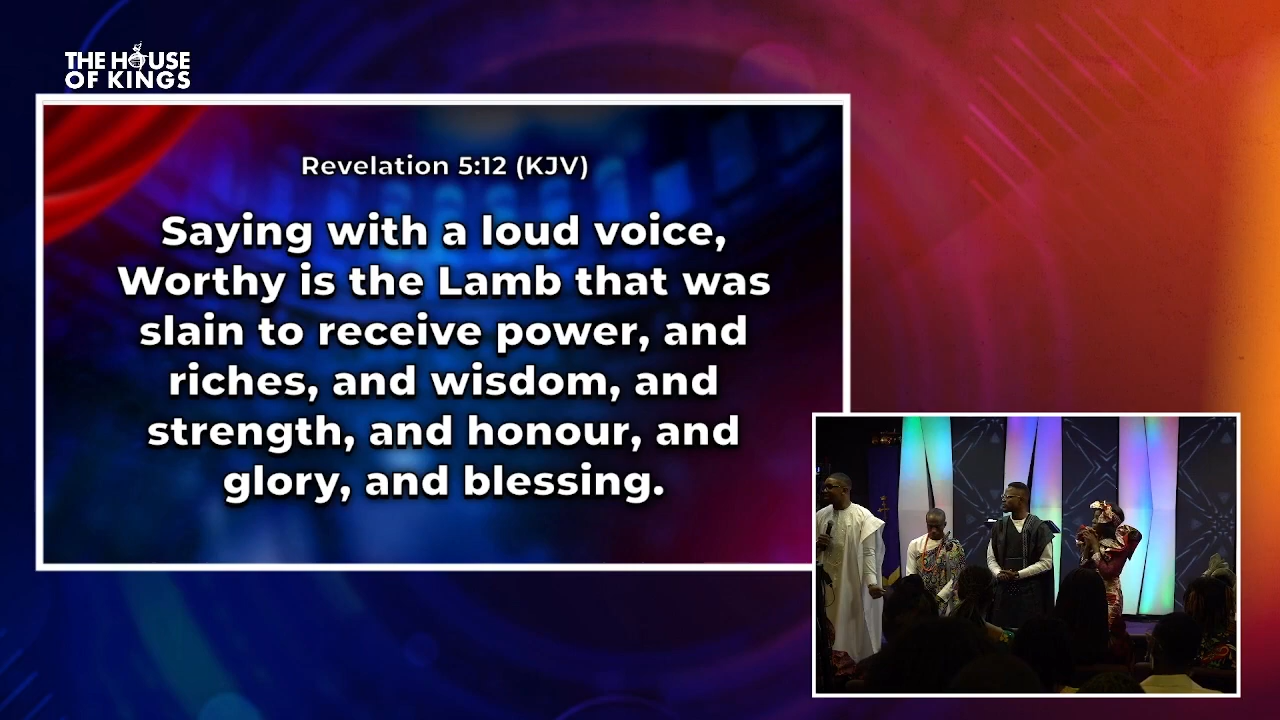 THE HOUSE
OF KINGS
Revelation 5:12 (KJV)
Saying with a loud voice,
Worthy is the Lamb that was
slain to receive power, and
riches, and wisdom, and
strength, and honour, and
glory, and blessing.